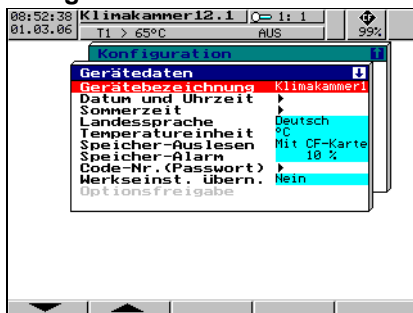 08:52:38 Klimakammer12.1 1: 1
01.03.06 T1 > 65°C AUS 99%
Konfiguration
Gerätedaten
Gerätebezeichnung Klimakammer1
Datum und Uhrzeit
Sommerzeit
Landessprache Deutsch
Temperatureinheit °C
Speicher-Auslesen Mit CF-Karte
Speicher-Alarm 10 %
Code-Nr.(Passwort)
Werkseinst. übern. Nein
Optionsfreigabe